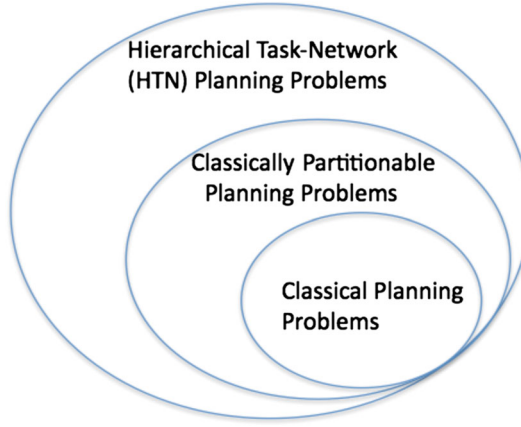 Hierarchical Task-Network
(HTN) Planning Problems
Classically Partitionable
Planning Problems
Classical Planning
Problems